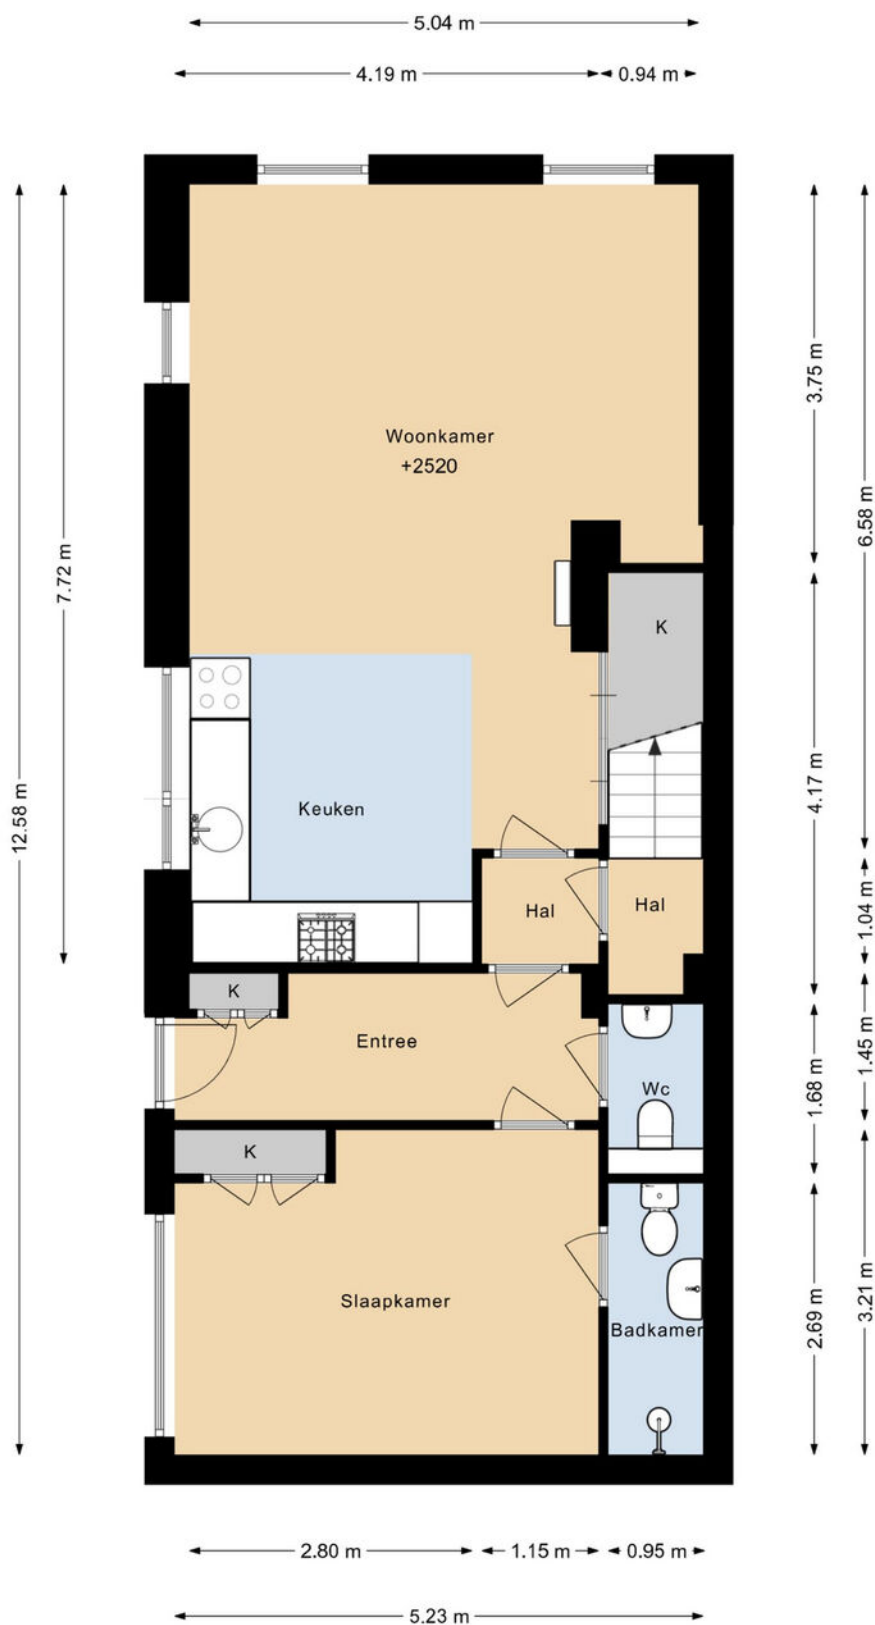 5.04 m
4.19 m
0.94 m
3.75 m
6.58 m
Woonkamer
+2520
7.72 m
K
12.58 m
4.17 m
Keuken
Hal
Hal
1.04 m
K
Entree
1.45 m
1.68 m
Wc
K
Slaapkamer
3.21 m
2.69 m
Badkamer
2.80 m
1.15 m
0.95 m
5.23 m